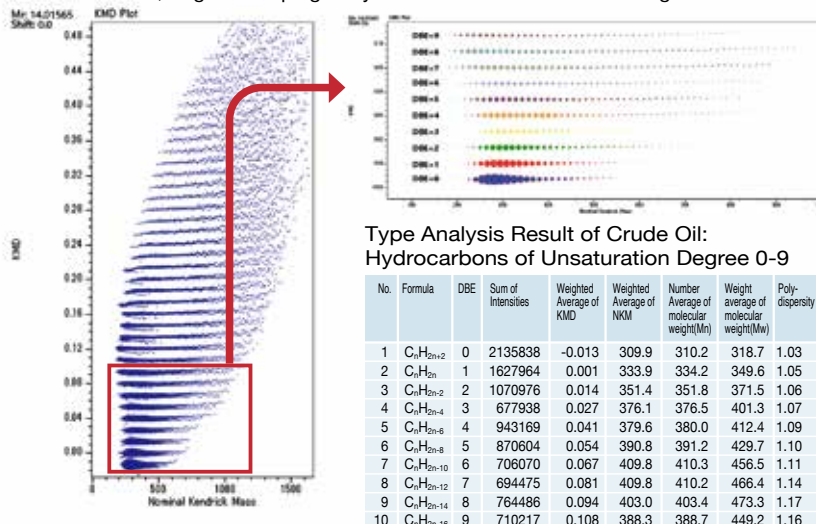 Mr: 14.01565
Shift: 0.0
KMD Plot
0.48
0.44
0.40
0.36
0.32
0.28
0.24
0.20
0.16
0.12
0.08
0.04
0.00
KMD
0
500
1000
1500
Nominal Kendrick Mass
KMD Plot
DBE=9
DBE=8
DBE=7
DBE=6
DBE=5
DBE=4
DBE=3
DBE=2
DBE=1
DBE=0
Nominal Kendrick Mass
Type Analysis Result of Crude Oil:
Hydrocarbons of Unsaturation Degree 0-9
No. Formula DBE Sum of Intensities Weighted Average of KMD Weighted Average of NKM Number Average of molecular weight(Mn) Weight average of molecular weight(Mw) Poly-dispersity
1 CnH2n+2 0 2135838 -0.013 309.9 310.2 318.7 1.03
2 CnH2n 1 1627964 0.001 333.9 334.2 349.6 1.05
3 CnH2n-2 2 1070976 0.014 351.4 351.8 371.5 1.06
4 CnH2n-4 3 677938 0.027 376.1 376.5 401.3 1.07
5 CnH2n-6 4 943169 0.041 379.6 380.0 412.4 1.09
6 CnH2n-8 5 870604 0.054 390.8 391.2 429.7 1.10
7 CnH2n-10 6 706070 0.067 409.8 410.3 456.5 1.11
8 CnH2n-12 7 694475 0.081 409.8 410.2 466.4 1.14
9 CnH2n-14 8 764486 0.094 403.0 403.4 473.3 1.17
10 CnH2n-16 9 710217 0.108 388.3 388.7 449.2 1.16